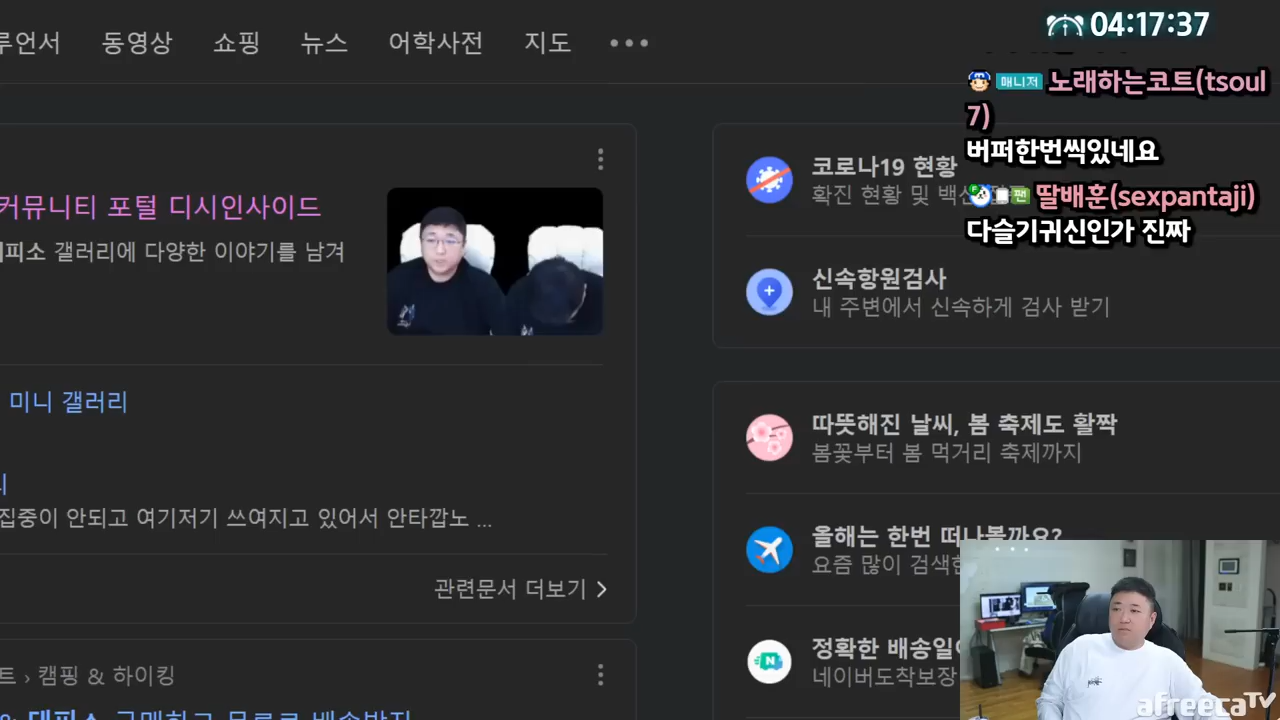 루언서 동영상 쇼핑 뉴스 어학사전 지도
04:17:37
매니저 노래하는코트(tsoul
7)
버퍼한번씩있네요
팬 딸배훈(sexpantaji)
다슬기귀신인가 진짜
커뮤니티 포털 디시인사이드
피소 갤러리에 다양한 이야기를 남겨
미니 갤러리
집중이 안되고 여기저기 쓰여지고 있어서 안타깝노 ...
관련문서 더보기
트 › 캠핑 & 하이킹
코로나19 현황
확진 현황 및 백신
신속항원검사
내 주변에서 신속하게 검사 받기
따뜻해진 날씨, 봄 축제도 활짝
봄꽃부터 봄 먹거리 축제까지
올해는 한번 떠나볼까요?
요즘 많이 검색한
정확한 배송일
N
네이버도착보장
afreecaTV